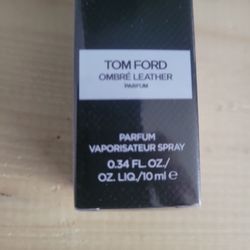 TOM FORD
OMBRÉ LEATHER
PARFUM
PARFUM
VAPORISATEUR SPRAY
0.34 FL. OZ./
OZ. LIQ./10 ml ℮